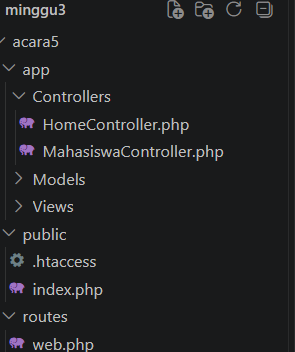 minggu3
acara5
app
Controllers
HomeController.php
MahasiswaController.php
Models
Views
public
.htaccess
index.php
routes
web.php